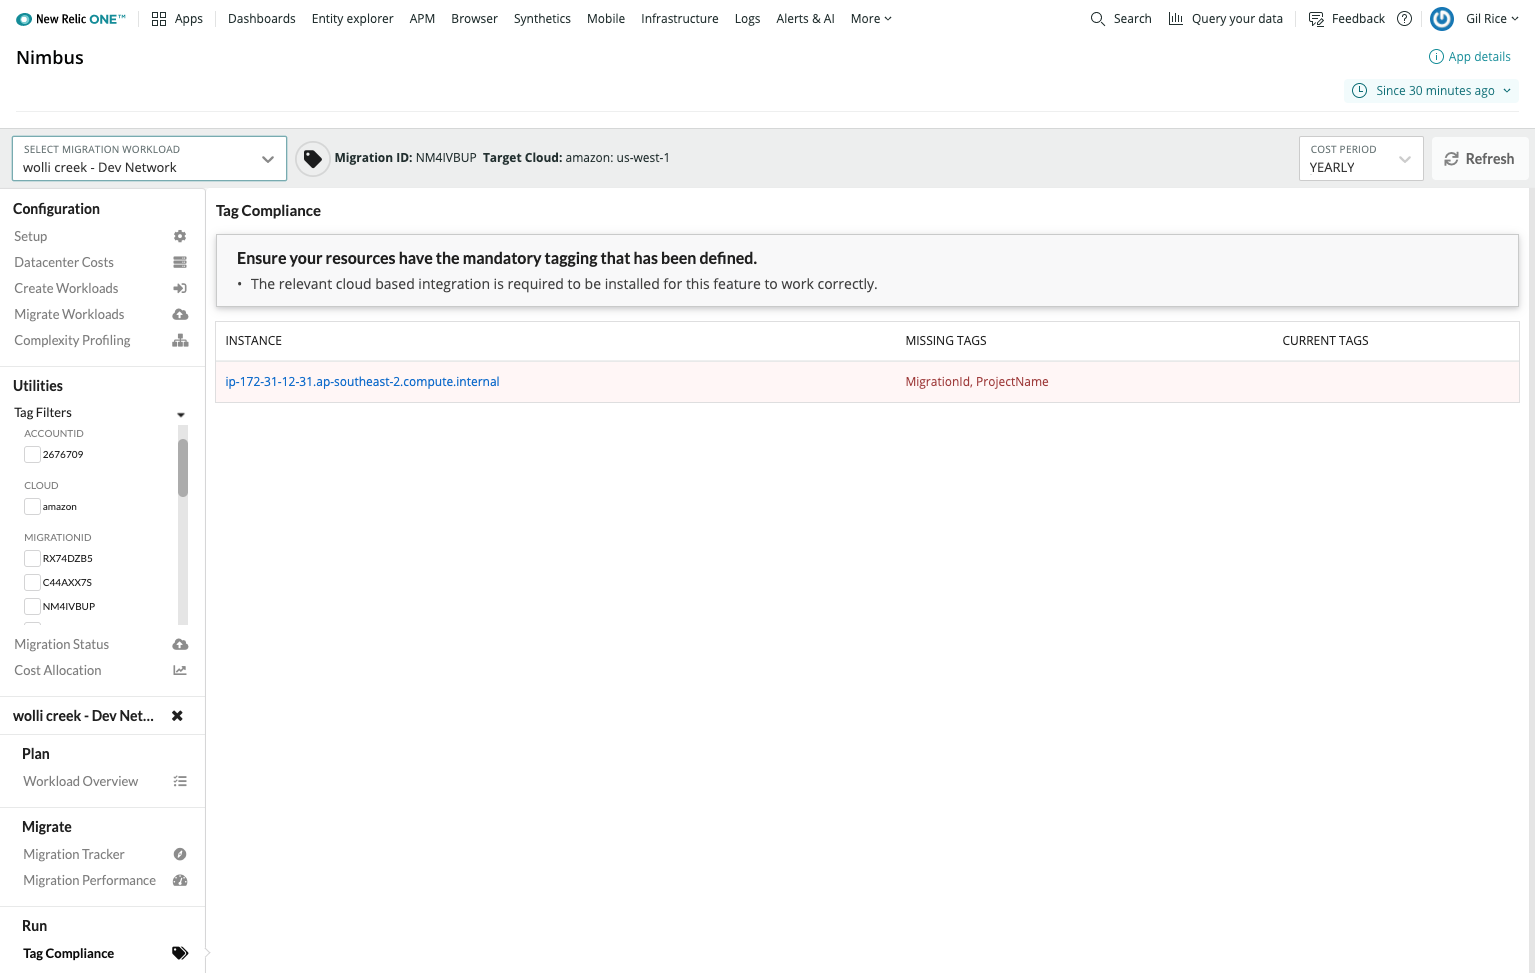 New Relic ONE™ Apps Dashboards Entity explorer APM Browser Synthetics Mobile Infrastructure Logs Alerts & AI More Search Query your data Feedback Gil Rice
Nimbus
App details
Since 30 minutes ago
SELECT MIGRATION WORKLOAD
wolli creek - Dev Network
Migration ID: NM4IVBUP Target Cloud: amazon: us-west-1
COST PERIOD
YEARLY
Refresh
Configuration
Setup
Datacenter Costs
Create Workloads
Migrate Workloads
Complexity Profiling
Utilities
Tag Filters
ACCOUNTID
2676709
CLOUD
amazon
MIGRATIONID
RX74DZB5
C44AXX7S
NM4IVBUP
Migration Status
Cost Allocation
wolli creek - Dev Net...
Plan
Workload Overview
Migrate
Migration Tracker
Migration Performance
Run
Tag Compliance
Tag Compliance
Ensure your resources have the mandatory tagging that has been defined.
• The relevant cloud based integration is required to be installed for this feature to work correctly.
INSTANCE MISSING TAGS CURRENT TAGS
ip-172-31-12-31.ap-southeast-2.compute.internal MigrationId, ProjectName